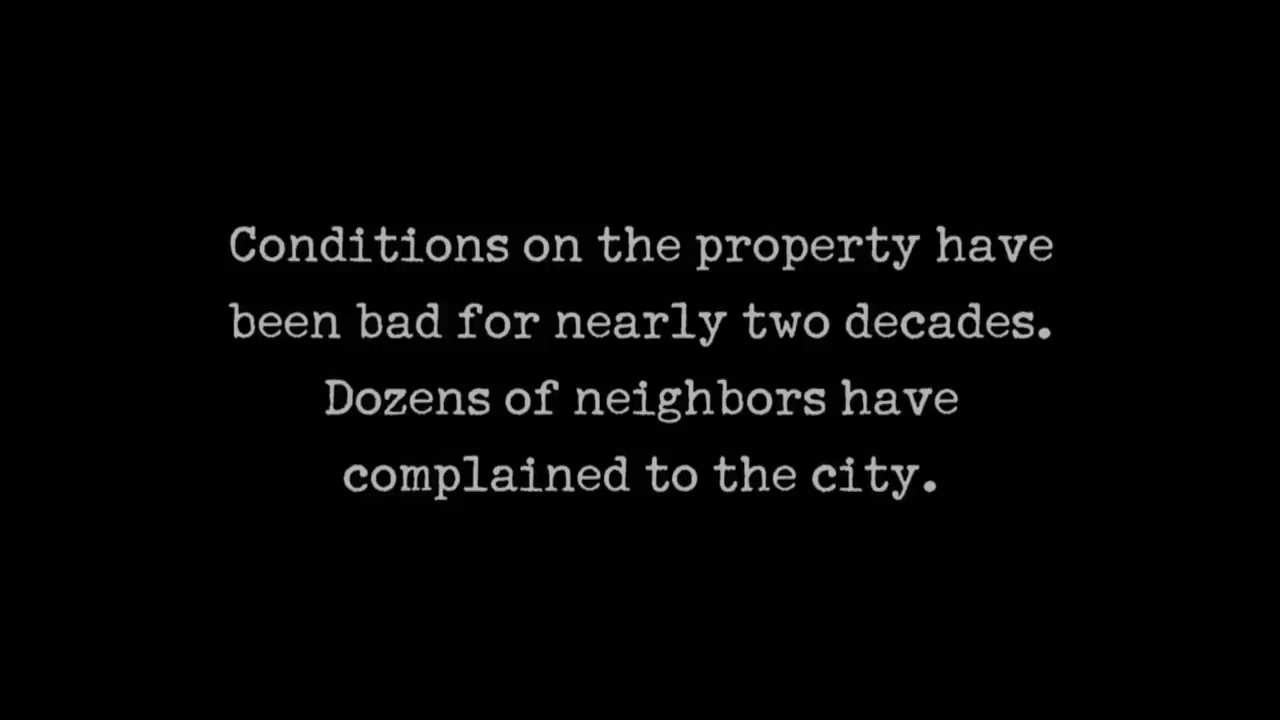 Conditions on the property have
been bad for nearly two decades.
Dozens of neighbors have
complained to the city.